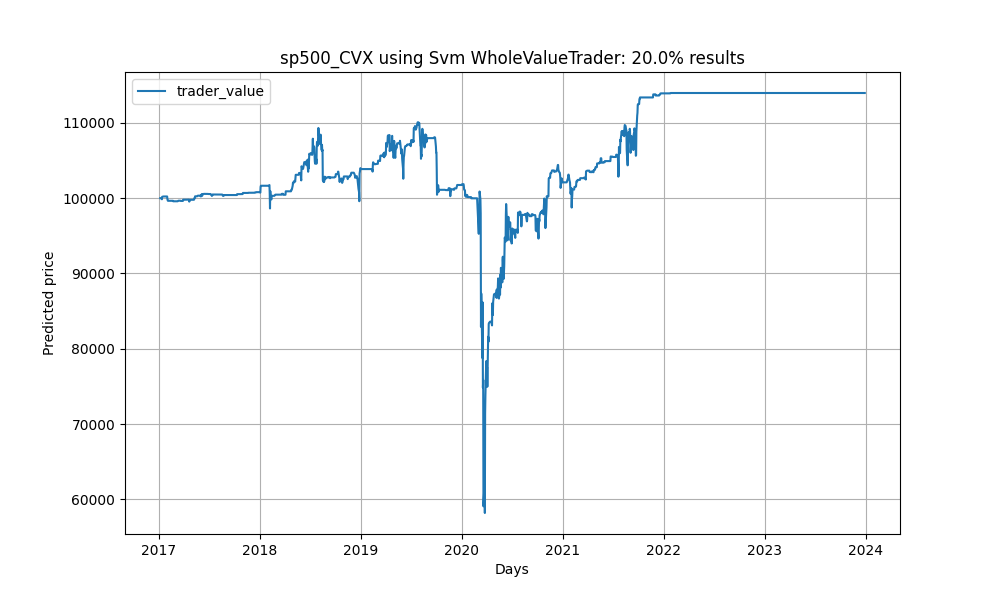 sp500_CVX using Svm WholeValueTrader: 20.0% results
trader_value
110000
100000
90000
80000
70000
60000
Predicted price
2017 2018 2019 2020 2021 2022 2023 2024
Days